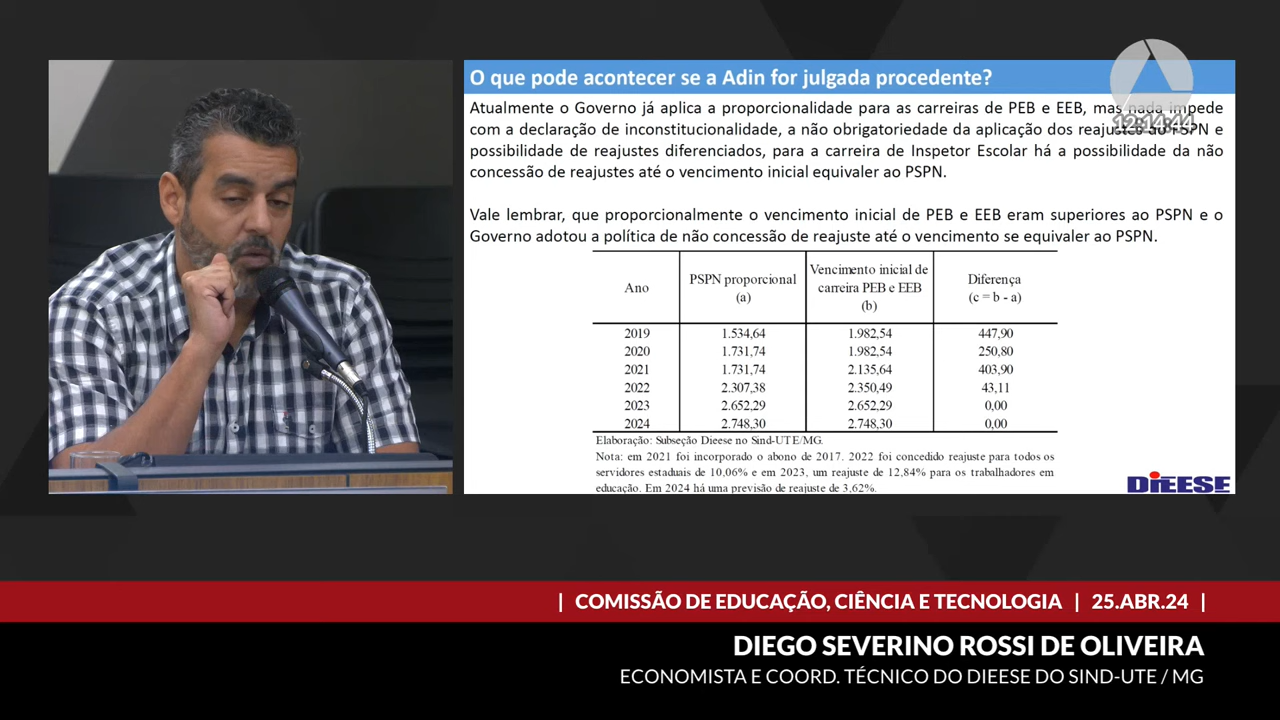 O que pode acontecer se a Adin for julgada procedente?
Atualmente o Governo já aplica a proporcionalidade para as carreiras de PEB e EEB, mas nada impede
com a declaração de inconstitucionalidade, a não obrigatoriedade da aplicação dos reajustes ao PSPN e
possibilidade de reajustes diferenciados, para a carreira de Inspetor Escolar há a possibilidade da não
concessão de reajustes até o vencimento inicial equivaler ao PSPN.
Vale lembrar, que proporcionalmente o vencimento inicial de PEB e EEB eram superiores ao PSPN e o
Governo adotou a política de não concessão de reajuste até o vencimento se equivaler ao PSPN.
Ano PSPN proporcional (a) Vencimento inicial de carreira PEB e EEB (b) Diferença (c = b - a)
2019 1.534,64 1.982,54 447,90
2020 1.731,74 1.982,54 250,80
2021 1.731,74 2.135,64 403,90
2022 2.307,38 2.350,49 43,11
2023 2.652,29 2.652,29 0,00
2024 2.748,30 2.748,30 0,00
Elaboração: Subseção Dieese no Sind-UTE/MG.
Nota: em 2021 foi incorporado o abono de 2017. 2022 foi concedido reajuste para todos os
servidores estaduais de 10,06% e em 2023, um reajuste de 12,84% para os trabalhadores em
educação. Em 2024 há uma previsão de reajuste de 3,62%.
DIEESE
| COMISSÃO DE EDUCAÇÃO, CIÊNCIA E TECNOLOGIA | 25.ABR.24 |
DIEGO SEVERINO ROSSI DE OLIVEIRA
ECONOMISTA E COORD. TÉCNICO DO DIEESE DO SIND-UTE / MG